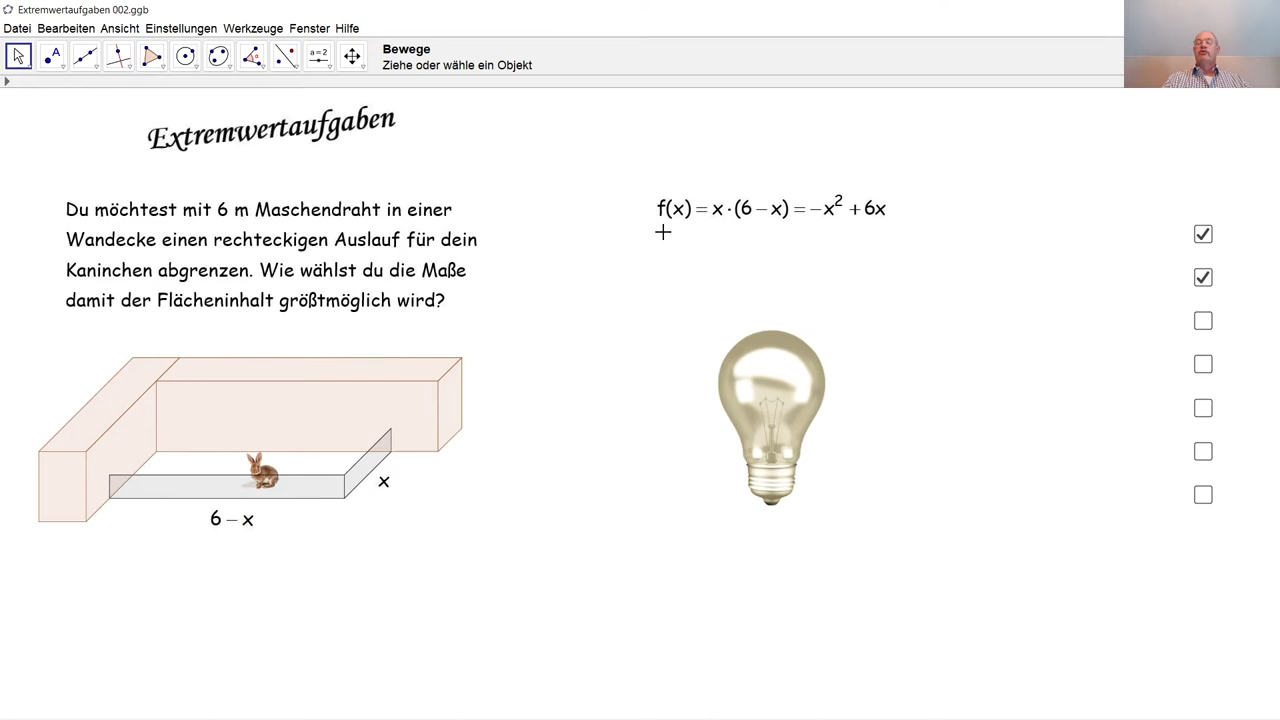 Extremwertaufgaben 002.ggb
Datei Bearbeiten Ansicht Einstellungen Werkzeuge Fenster Hilfe
A
a=2
Bewege
Ziehe oder wähle ein Objekt
Extremwertaufgaben
Du möchtest mit 6 m Maschendraht in einer
Wandecke einen rechteckigen Auslauf für dein
Kaninchen abgrenzen. Wie wählst du die Maße
damit der Flächeninhalt größtmöglich wird?
f(x) = x · (6 − x) = −x² + 6x
x
6 − x